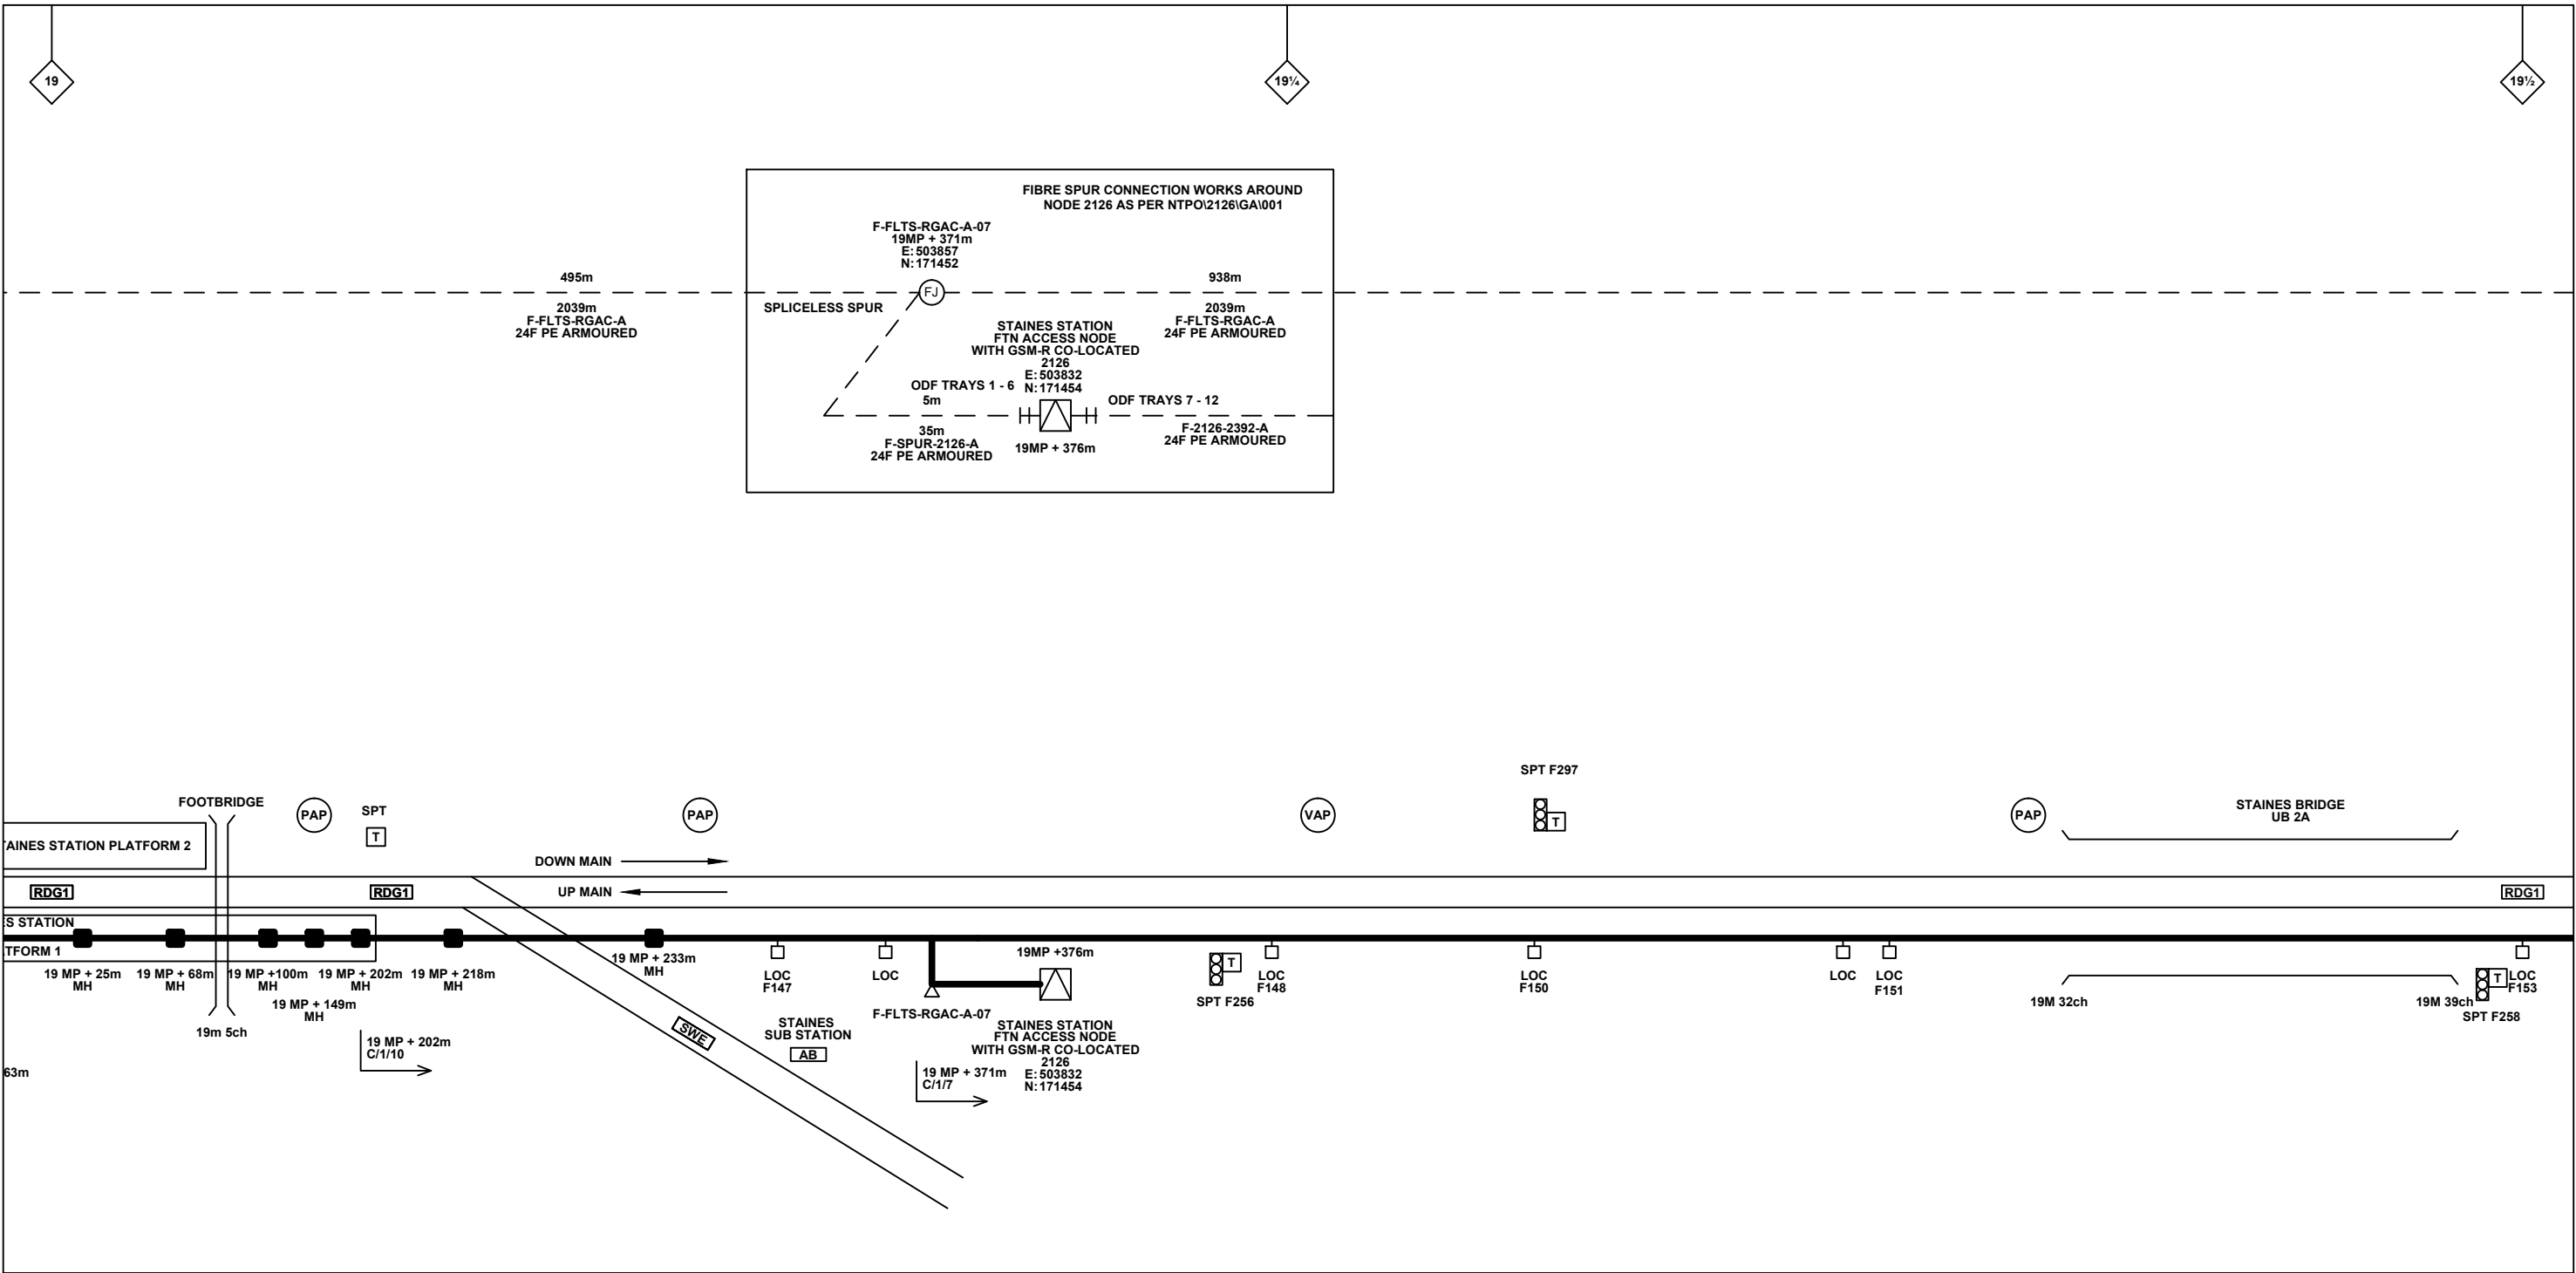 19
19¼
19½
FIBRE SPUR CONNECTION WORKS AROUND
NODE 2126 AS PER NTPO\2126\GA\001
F-FLTS-RGAC-A-07
19MP + 371m
E:503857
N:171452
495m
FJ
938m
SPLICELESS SPUR
2039m
F-FLTS-RGAC-A
24F PE ARMOURED
2039m
F-FLTS-RGAC-A
24F PE ARMOURED
STAINES STATION
FTN ACCESS NODE
WITH GSM-R CO-LOCATED
2126
E:503832
N:171454
ODF TRAYS 1 - 6
5m
ODF TRAYS 7 - 12
35m
F-SPUR-2126-A
24F PE ARMOURED
19MP + 376m
F-2126-2392-A
24F PE ARMOURED
SPT F297
FOOTBRIDGE
PAP
SPT
T
PAP
VAP
T
PAP
STAINES BRIDGE
UB 2A
AINES STATION PLATFORM 2
DOWN MAIN
RDG1
RDG1
UP MAIN
RDG1
S STATION
TFORM 1
19 MP + 25m
MH
19 MP + 68m
MH
19 MP +100m
MH
19 MP + 149m
MH
19 MP + 202m
MH
19 MP + 218m
MH
19 MP + 233m
MH
LOC
F147
LOC
19MP +376m
T
SPT F256
LOC
F148
LOC
F150
LOC
LOC
F151
19M 32ch
19M 39ch
T
SPT F258
LOC
F153
19m 5ch
19 MP + 202m
C/1/10
63m
SWE
STAINES
SUB STATION
AB
F-FLTS-RGAC-A-07
STAINES STATION
FTN ACCESS NODE
WITH GSM-R CO-LOCATED
2126
E:503832
N:171454
19 MP + 371m
C/1/7